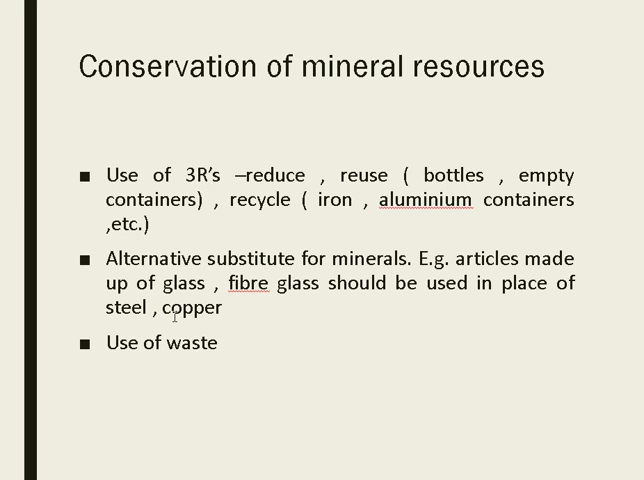 Conservation of mineral resources
■ Use of 3R's –reduce , reuse ( bottles , empty
containers) , recycle ( iron , aluminium containers
,etc.)
■ Alternative substitute for minerals. E.g. articles made
up of glass , fibre glass should be used in place of
steel , copper
■ Use of waste